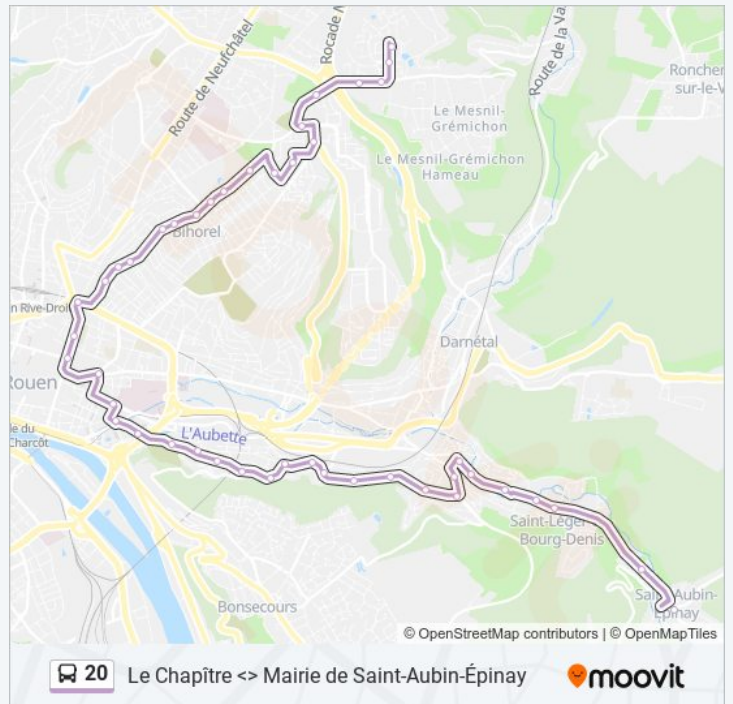 Route de Neufchâtel
Rocade N
Route de la Va
Roncher
sur-le-V
Le Mesnil-
Grémichon
Le Mesnil-Grémichon
Hameau
Bihorel
n Rive-Droi
Darnétal
Rouen
e du
Charcôt
L'Aubette
Saint-Léger-
Bourg-Denis
Bonsecours
Saint-Aubin-
Épinay
© OpenStreetMap contributors | © OpenMapTiles
20 Le Chapître <> Mairie de Saint-Aubin-Épinay
moovit